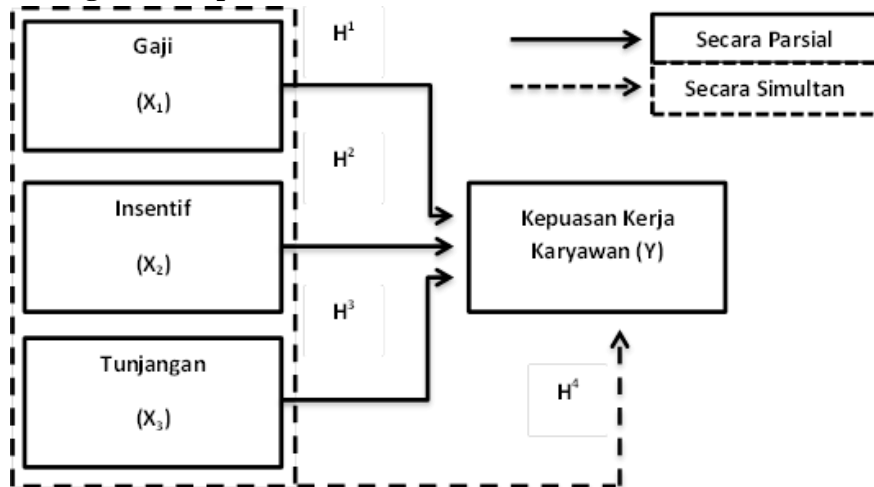 Gaji
(X₁)
H¹
Secara Parsial
Secara Simultan
H²
Insentif
(X₂)
Kepuasan Kerja
Karyawan (Y)
H³
Tunjangan
(X₃)
H⁴